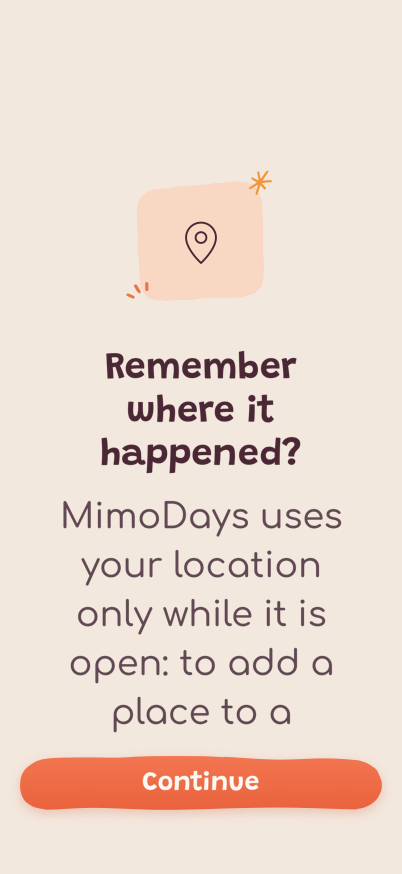 Remember
where it
happened?
MimoDays uses
your location
only while it is
open: to add a
place to a
Continue